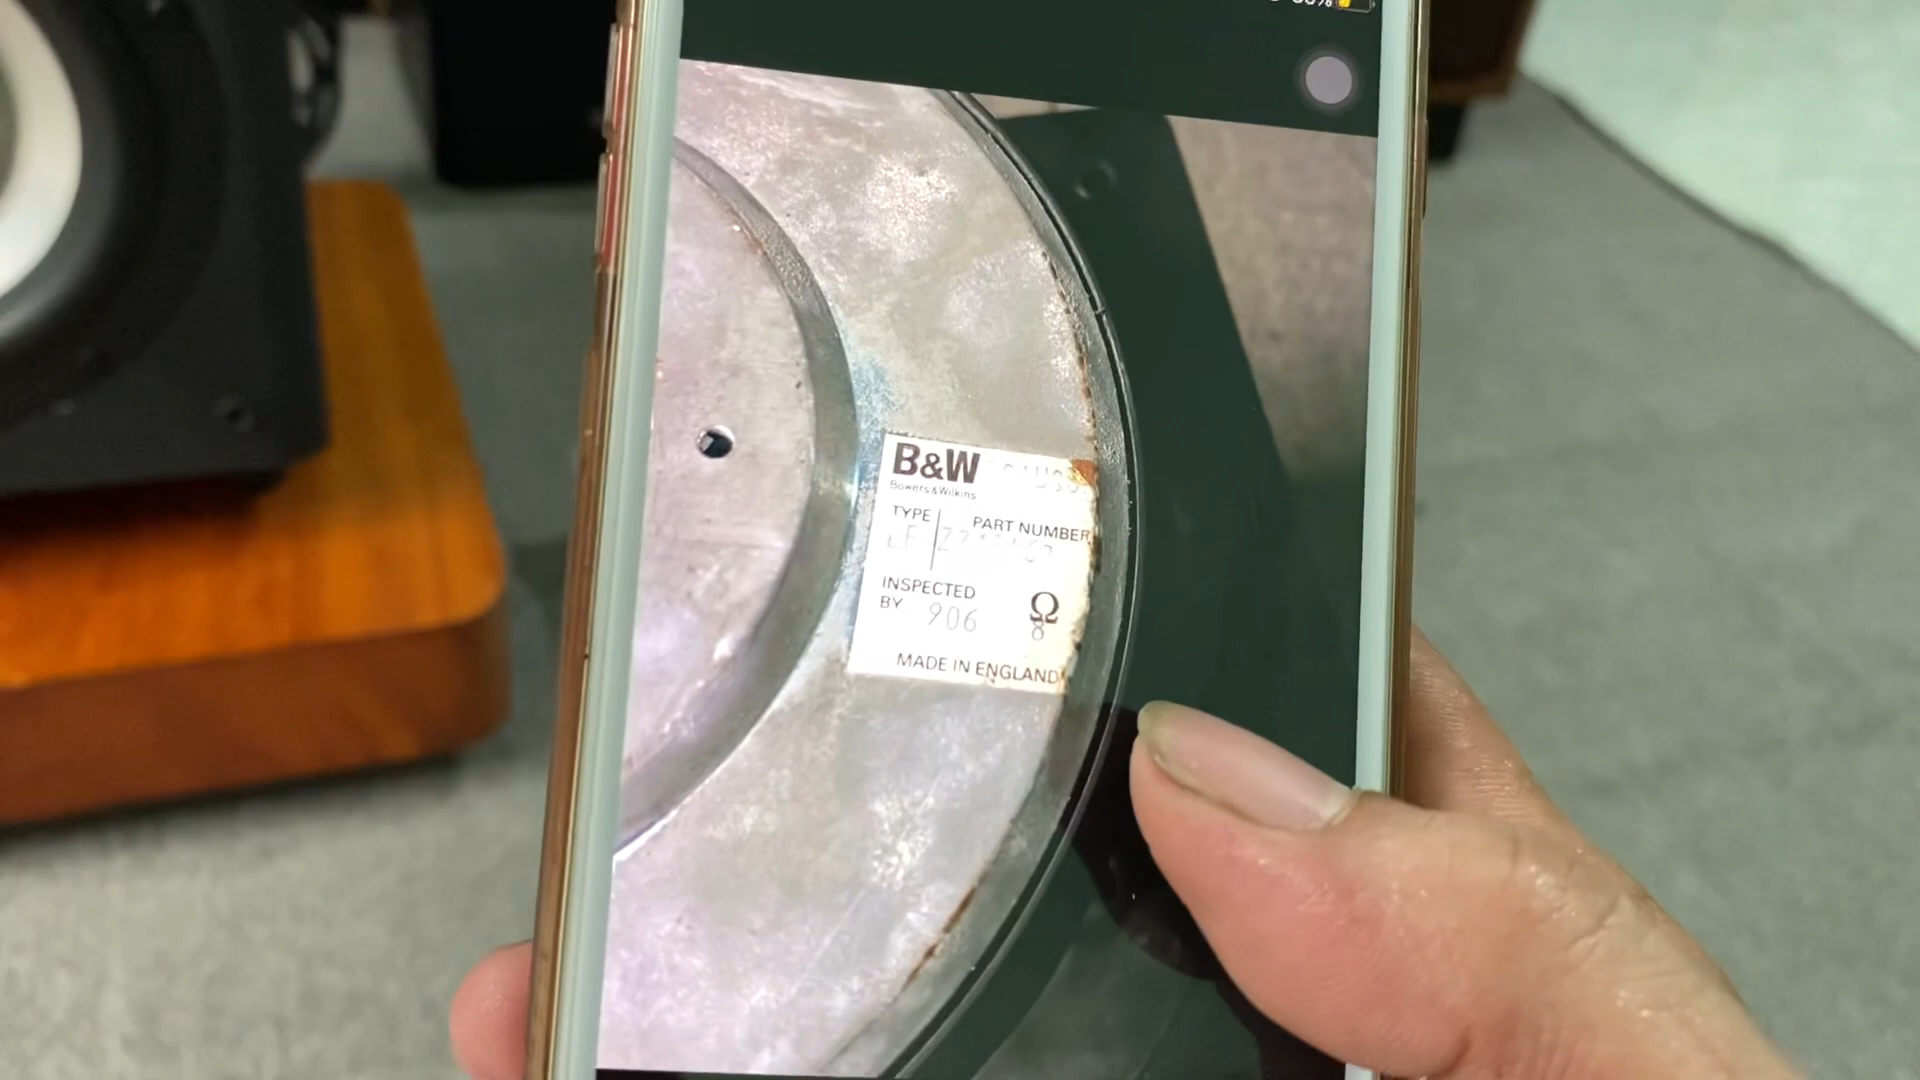 B&W
Bowers & Wilkins
TYPE PART NUMBER
LF
INSPECTED
BY 906 Ω
8
MADE IN ENGLAND